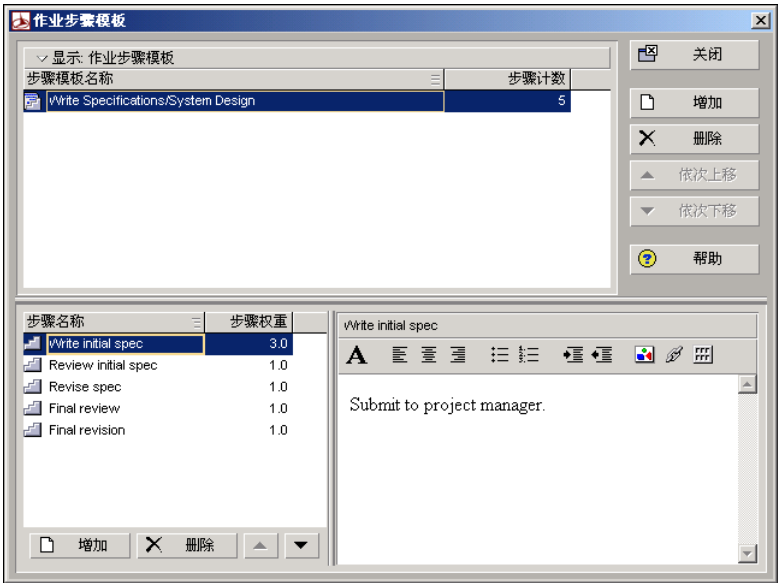 作业步骤模板
显示: 作业步骤模板
步骤模板名称 步骤计数
Write Specifications/System Design 5
关闭
增加
删除
依次上移
依次下移
帮助
步骤名称 步骤权重
Write initial spec 3.0
Review initial spec 1.0
Revise spec 1.0
Final review 1.0
Final revision 1.0
增加 删除
Write initial spec
A
Submit to project manager.